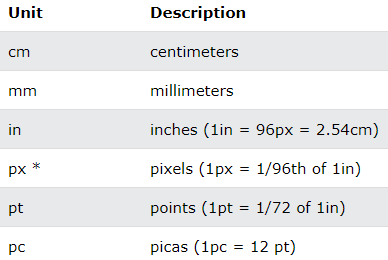 Unit Description
cm centimeters
mm millimeters
in inches (1in = 96px = 2.54cm)
px * pixels (1px = 1/96th of 1in)
pt points (1pt = 1/72 of 1in)
pc picas (1pc = 12 pt)